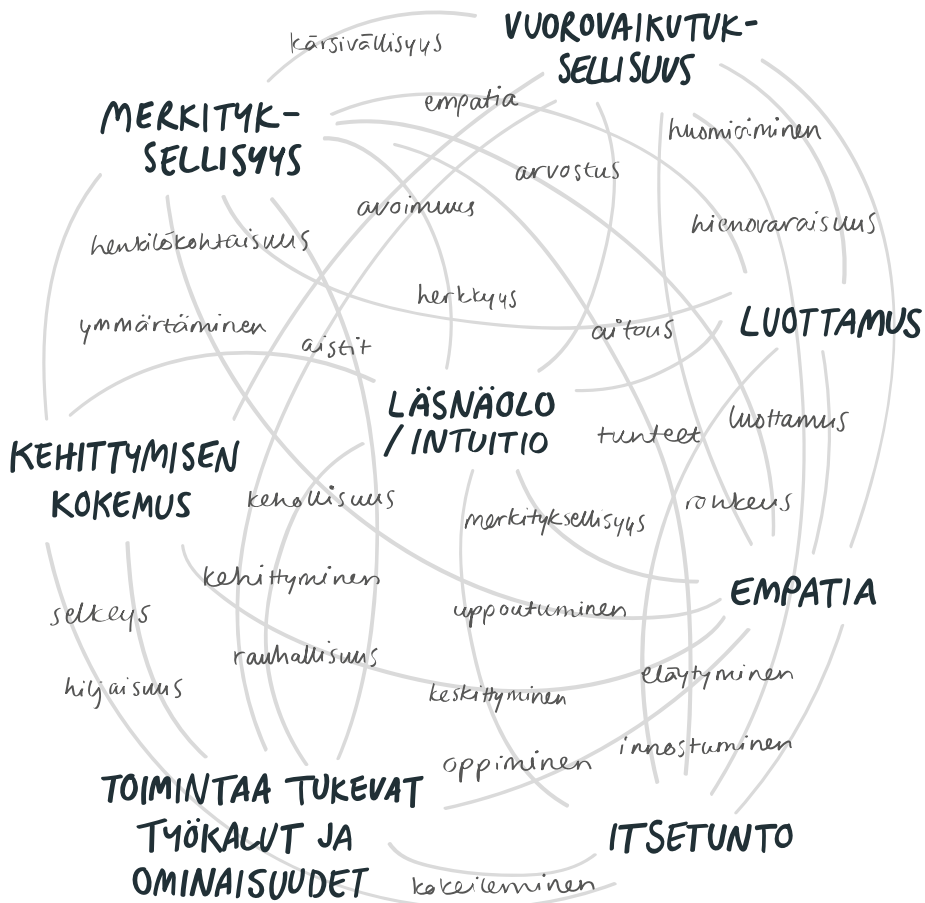 VUOROVAIKUTUK-
SELLISUUS
kärsivällisyys
empatia
MERKITYK-
SELLISYYS
huomioiminen
arvostus
avoimuus
hienovaraisuus
henkilökohtaisuus
herkkyys
ymmärtäminen
aistit
aitous
LUOTTAMUS
LÄSNÄOLO
/ INTUITIO
tunteet
luottamus
KEHITTYMISEN
KOKEMUS
kehollisuus
merkityksellisyys
rohkeus
kehittyminen
EMPATIA
selkeys
uppoutuminen
rauhallisuus
hiljaisuus
keskittyminen
eläytyminen
innostuminen
oppiminen
TOIMINTAA TUKEVAT
TYÖKALUT JA
OMINAISUUDET
ITSETUNTO
kokeileminen